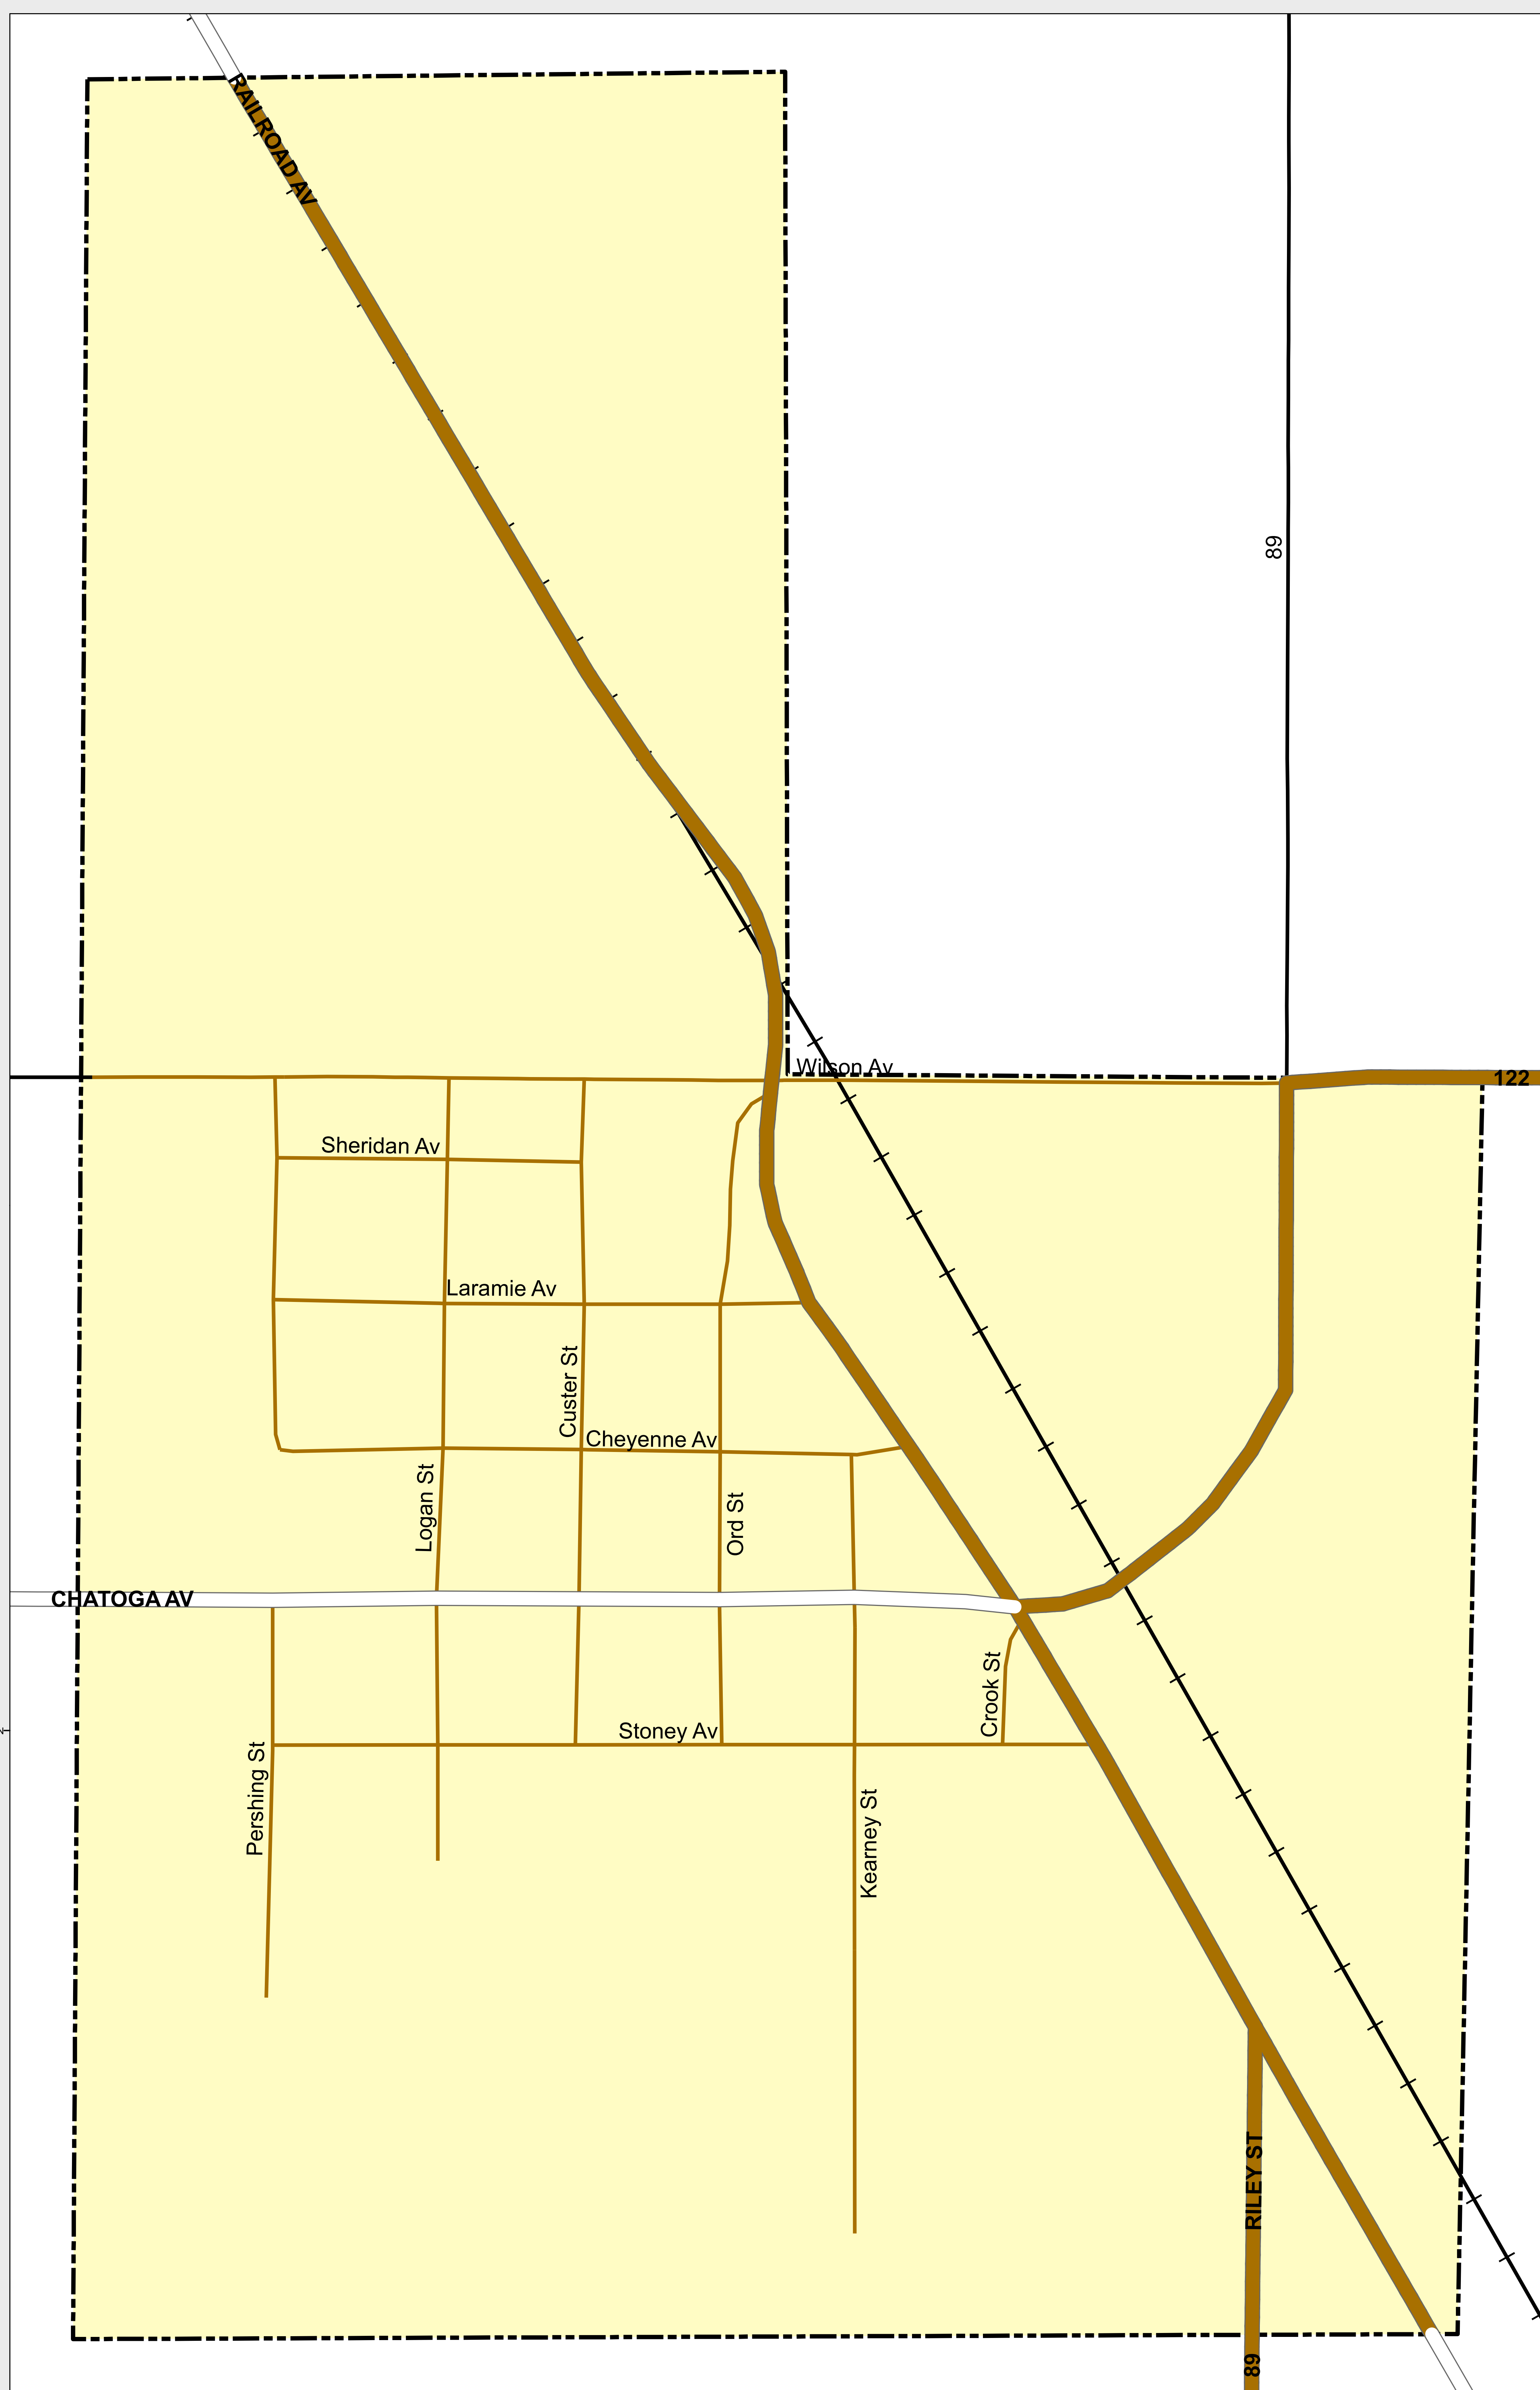 RAILROAD AV
89
Wilson Av
122
Sheridan Av
Laramie Av
Custer St
Cheyenne Av
Logan St
Ord St
CHATOGA AV
Crook St
Stoney Av
Pershing St
Kearney St
RILEY ST
89